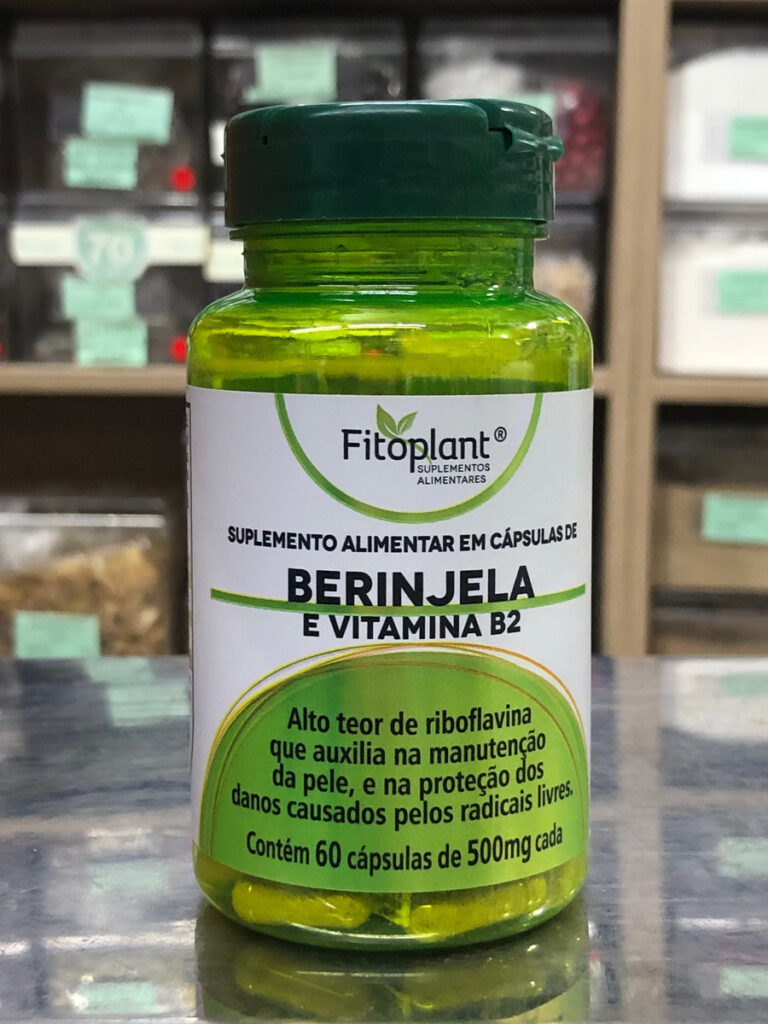 70
Fitoplant®
SUPLEMENTOS
ALIMENTARES
SUPLEMENTO ALIMENTAR EM CÁPSULAS DE
BERINJELA
E VITAMINA B2
Alto teor de riboflavina
que auxilia na manutenção
da pele, e na proteção dos
danos causados pelos radicais livres.
Contém 60 cápsulas de 500mg cada